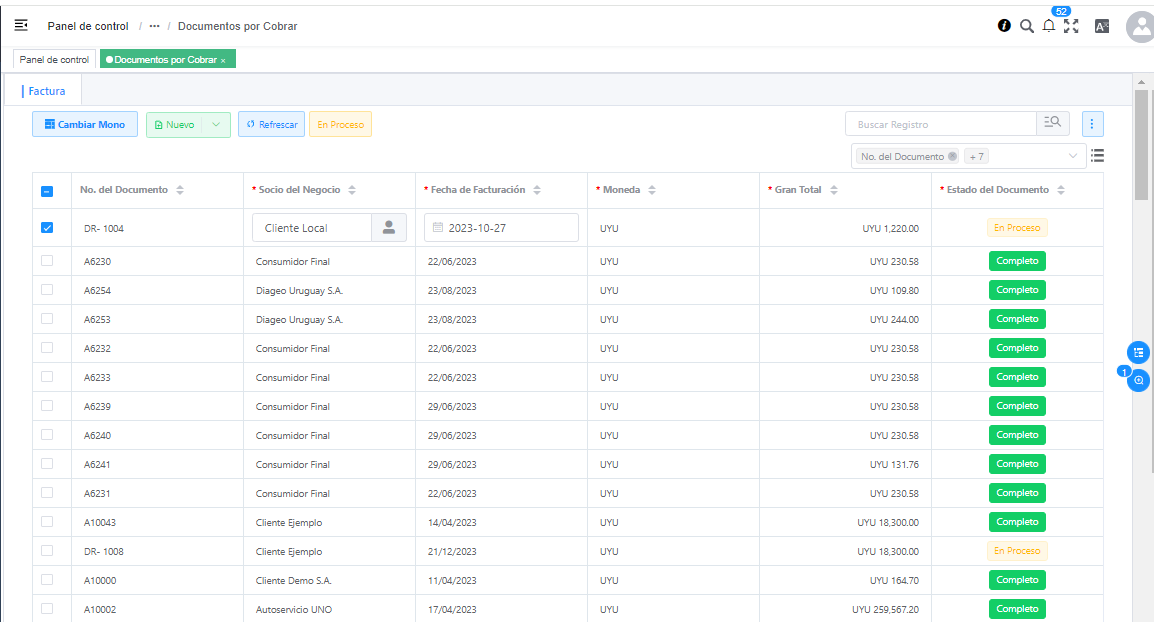 Panel de control / ••• / Documentos por Cobrar
52
Panel de control
Documentos por Cobrar ×
Factura
Cambiar Mono Nuevo Refrescar En Proceso Buscar Registro
No. del Documento + 7
No. del Documento * Socio del Negocio * Fecha de Facturación * Moneda * Gran Total * Estado del Documento
DR- 1004 Cliente Local 2023-10-27 UYU UYU 1,220.00 En Proceso
A6230 Consumidor Final 22/06/2023 UYU UYU 230.58 Completo
A6254 Diageo Uruguay S.A. 23/08/2023 UYU UYU 109.80 Completo
A6253 Diageo Uruguay S.A. 23/08/2023 UYU UYU 244.00 Completo
A6232 Consumidor Final 22/06/2023 UYU UYU 230.58 Completo
A6233 Consumidor Final 22/06/2023 UYU UYU 230.58 Completo
A6239 Consumidor Final 29/06/2023 UYU UYU 230.58 Completo
A6240 Consumidor Final 29/06/2023 UYU UYU 230.58 Completo
A6241 Consumidor Final 29/06/2023 UYU UYU 131.76 Completo
A6231 Consumidor Final 22/06/2023 UYU UYU 230.58 Completo
A10043 Cliente Ejemplo 14/04/2023 UYU UYU 18,300.00 Completo
DR- 1008 Cliente Ejemplo 21/12/2023 UYU UYU 18,300.00 En Proceso
A10000 Cliente Demo S.A. 11/04/2023 UYU UYU 164.70 Completo
A10002 Autoservicio UNO 17/04/2023 UYU UYU 259,567.20 Completo
1